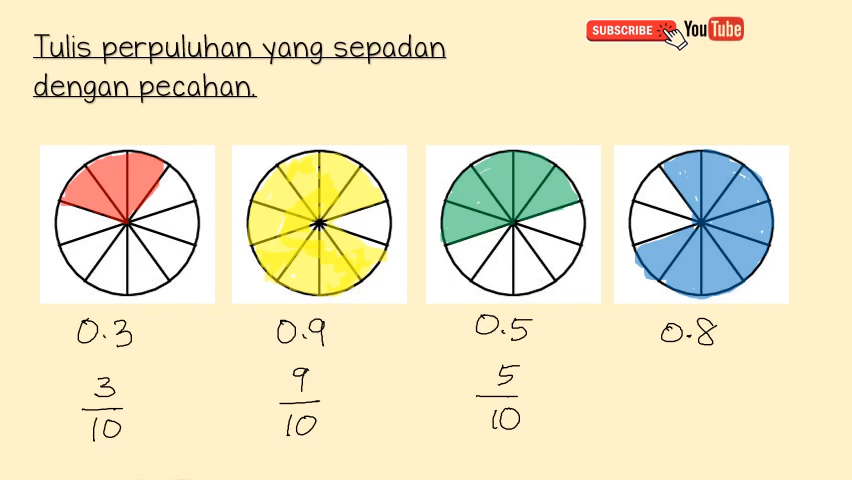 Tulis perpuluhan yang sepadan
dengan pecahan.
SUBSCRIBE YouTube
0.3 0.9 0.5 0.8
3/10 9/10 5/10